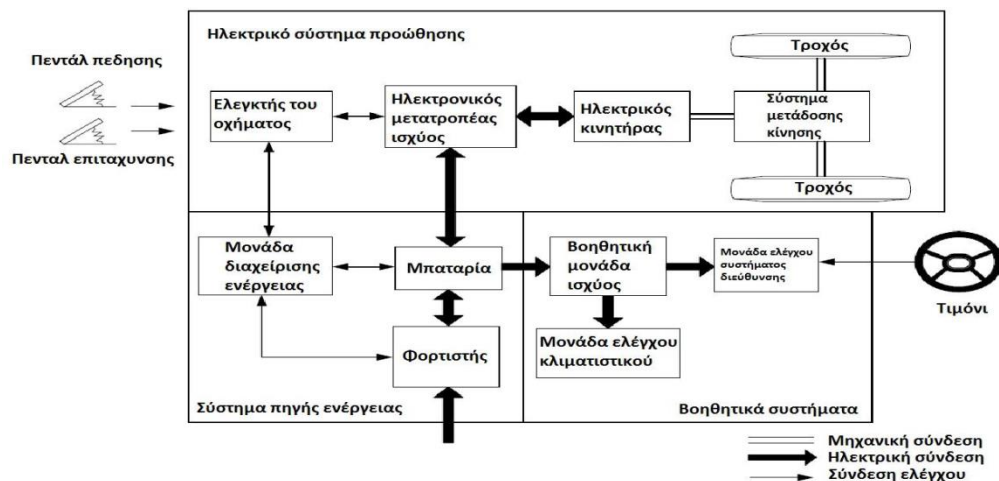 Ηλεκτρικό σύστημα προώθησης
Πεντάλ πεδησης
Πενταλ επιταχυνσης
Ελεγκτής του
οχήματος
Ηλεκτρονικός
μετατροπέας
ισχύος
Ηλεκτρικός
κινητήρας
Τροχός
Σύστημα
μετάδοσης
κίνησης
Τροχός
Μονάδα
διαχείρισης
ενέργειας
Μπαταρία
Φορτιστής
Σύστημα πηγής ενέργειας
Βοηθητική
μονάδα
ισχύος
Μονάδα ελέγχου
συστήματος
διεύθυνσης
Μονάδα ελέγχου
κλιματιστικού
Βοηθητικά συστήματα
Τιμόνι
Μηχανική σύνδεση
Ηλεκτρική σύνδεση
Σύνδεση ελέγχου